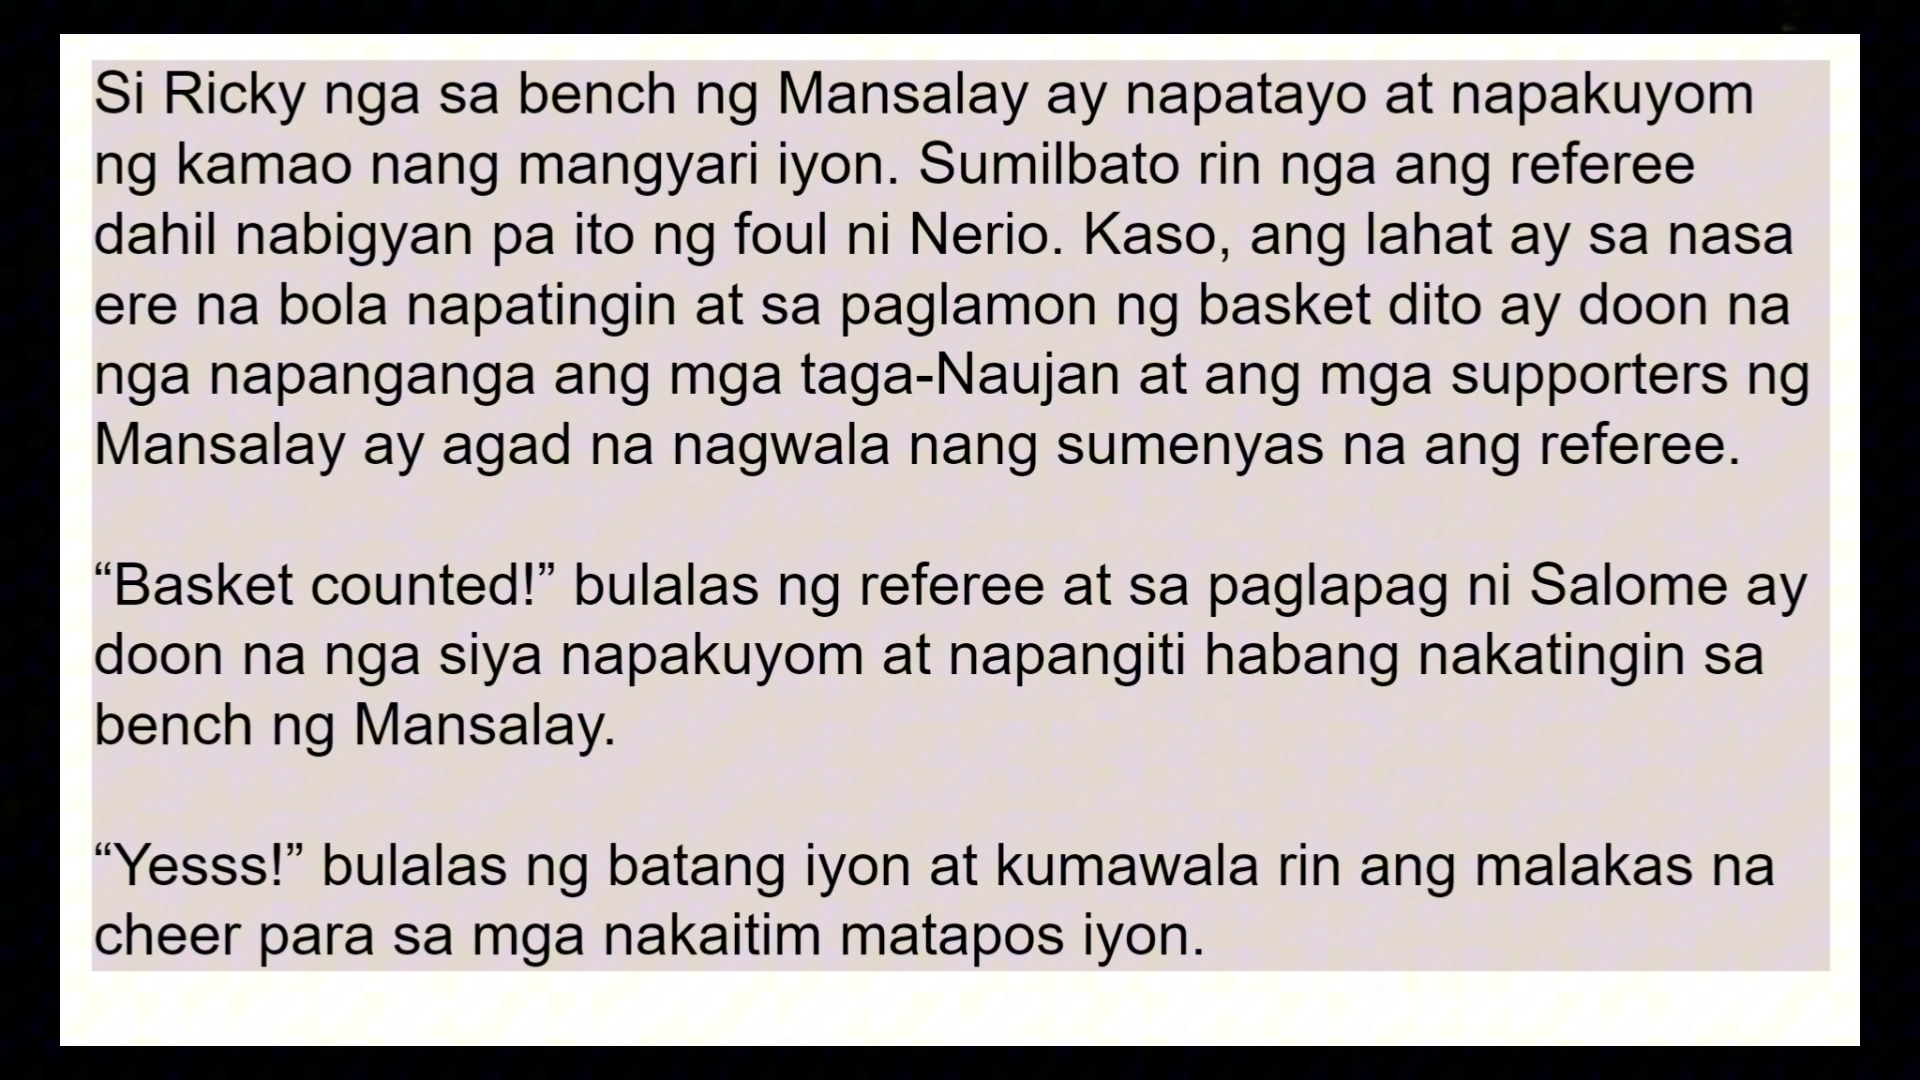 Si Ricky nga sa bench ng Mansalay ay napatayo at napakuyom
ng kamao nang mangyari iyon. Sumilbato rin nga ang referee
dahil nabigyan pa ito ng foul ni Nerio. Kaso, ang lahat ay sa nasa
ere na bola napatingin at sa paglamon ng basket dito ay doon na
nga napanganga ang mga taga-Naujan at ang mga supporters ng
Mansalay ay agad na nagwala nang sumenyas na ang referee.
“Basket counted!” bulalas ng referee at sa paglapag ni Salome ay
doon na nga siya napakuyom at napangiti habang nakatingin sa
bench ng Mansalay.
“Yesss!” bulalas ng batang iyon at kumawala rin ang malakas na
cheer para sa mga nakaitim matapos iyon.